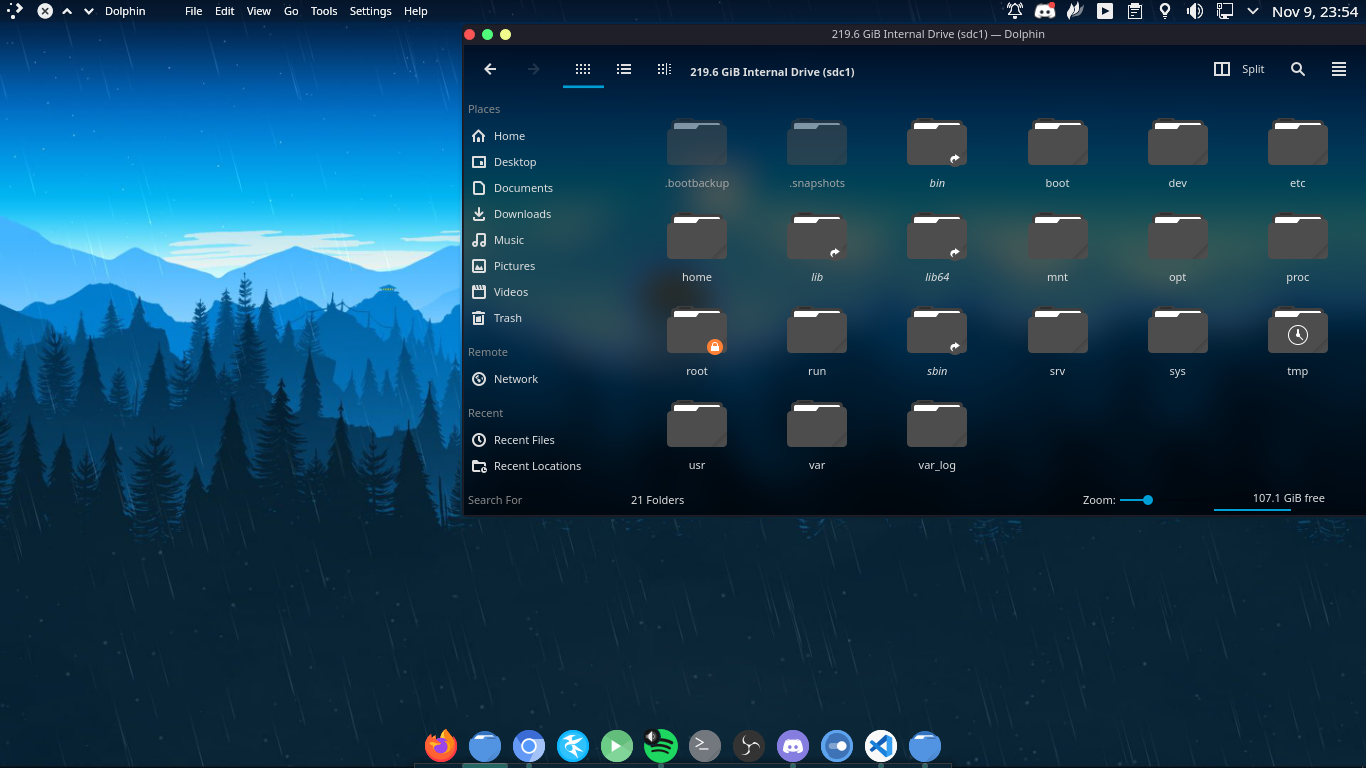 Dolphin File Edit View Go Tools Settings Help Nov 9, 23:54
219.6 GiB Internal Drive (sdc1) — Dolphin
219.6 GiB Internal Drive (sdc1) Split
Places
Home
Desktop
Documents
Downloads
Music
Pictures
Videos
Trash
Remote
Network
Recent
Recent Files
Recent Locations
Search For
.bootbackup .snapshots bin boot dev etc
home lib lib64 mnt opt proc
root run sbin srv sys tmp
usr var var_log
21 Folders Zoom: 107.1 GiB free